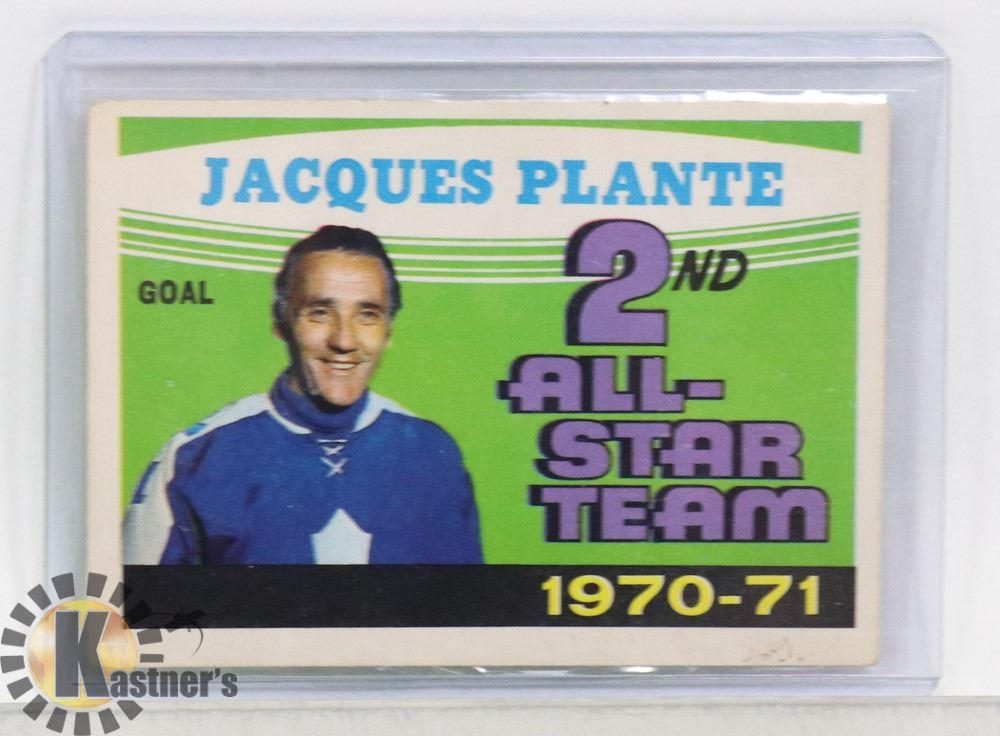 JACQUES PLANTE
GOAL
2ND
ALL-
STAR
TEAM
1970-71
Kastner's